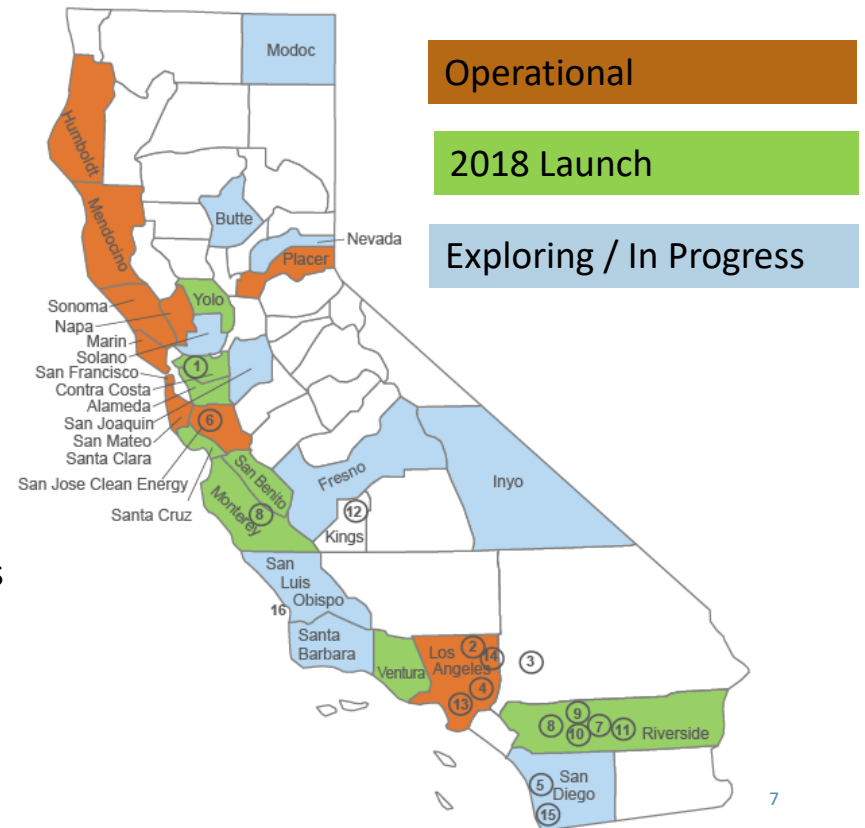 Modoc
Operational
2018 Launch
Exploring / In Progress
Humboldt
Mendocino
Butte
Nevada
Placer
Yolo
Sonoma
Napa
Marin
Solano
San Francisco
Contra Costa
Alameda
San Joaquin
San Mateo
Santa Clara
San Jose Clean Energy
Santa Cruz
1
6
San Benito
Monterey
8
Fresno
12
Kings
Inyo
s
San
Luis
Obispo
16
Santa
Barbara
Ventura
Los
Angeles
2
14
3
4
13
9
8
10
7
11
Riverside
5
San
Diego
15
7